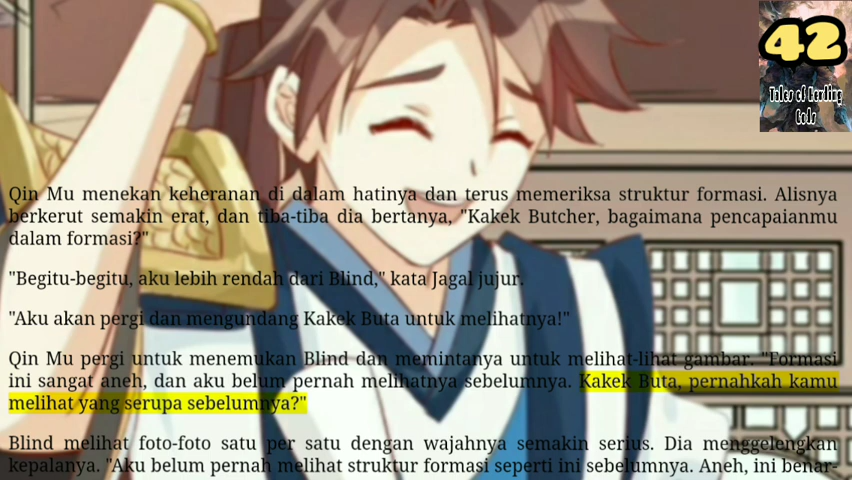 42
Tales of Herding
Gods
Qin Mu menekan keheranan di dalam hatinya dan terus memeriksa struktur formasi. Alisnya
berkerut semakin erat, dan tiba-tiba dia bertanya, "Kakek Butcher, bagaimana pencapaianmu
dalam formasi?"
"Begitu-begitu, aku lebih rendah dari Blind," kata Jagal jujur.
"Aku akan pergi dan mengundang Kakek Buta untuk melihatnya!"
Qin Mu pergi untuk menemukan Blind dan memintanya untuk melihat-lihat gambar. "Formasi
ini sangat aneh, dan aku belum pernah melihatnya sebelumnya. Kakek Buta, pernahkah kamu
melihat yang serupa sebelumnya?"
Blind melihat foto-foto satu per satu dengan wajahnya semakin serius. Dia menggelengkan
kepalanya. "Aku belum pernah melihat struktur formasi seperti ini sebelumnya. Aneh, ini benar-